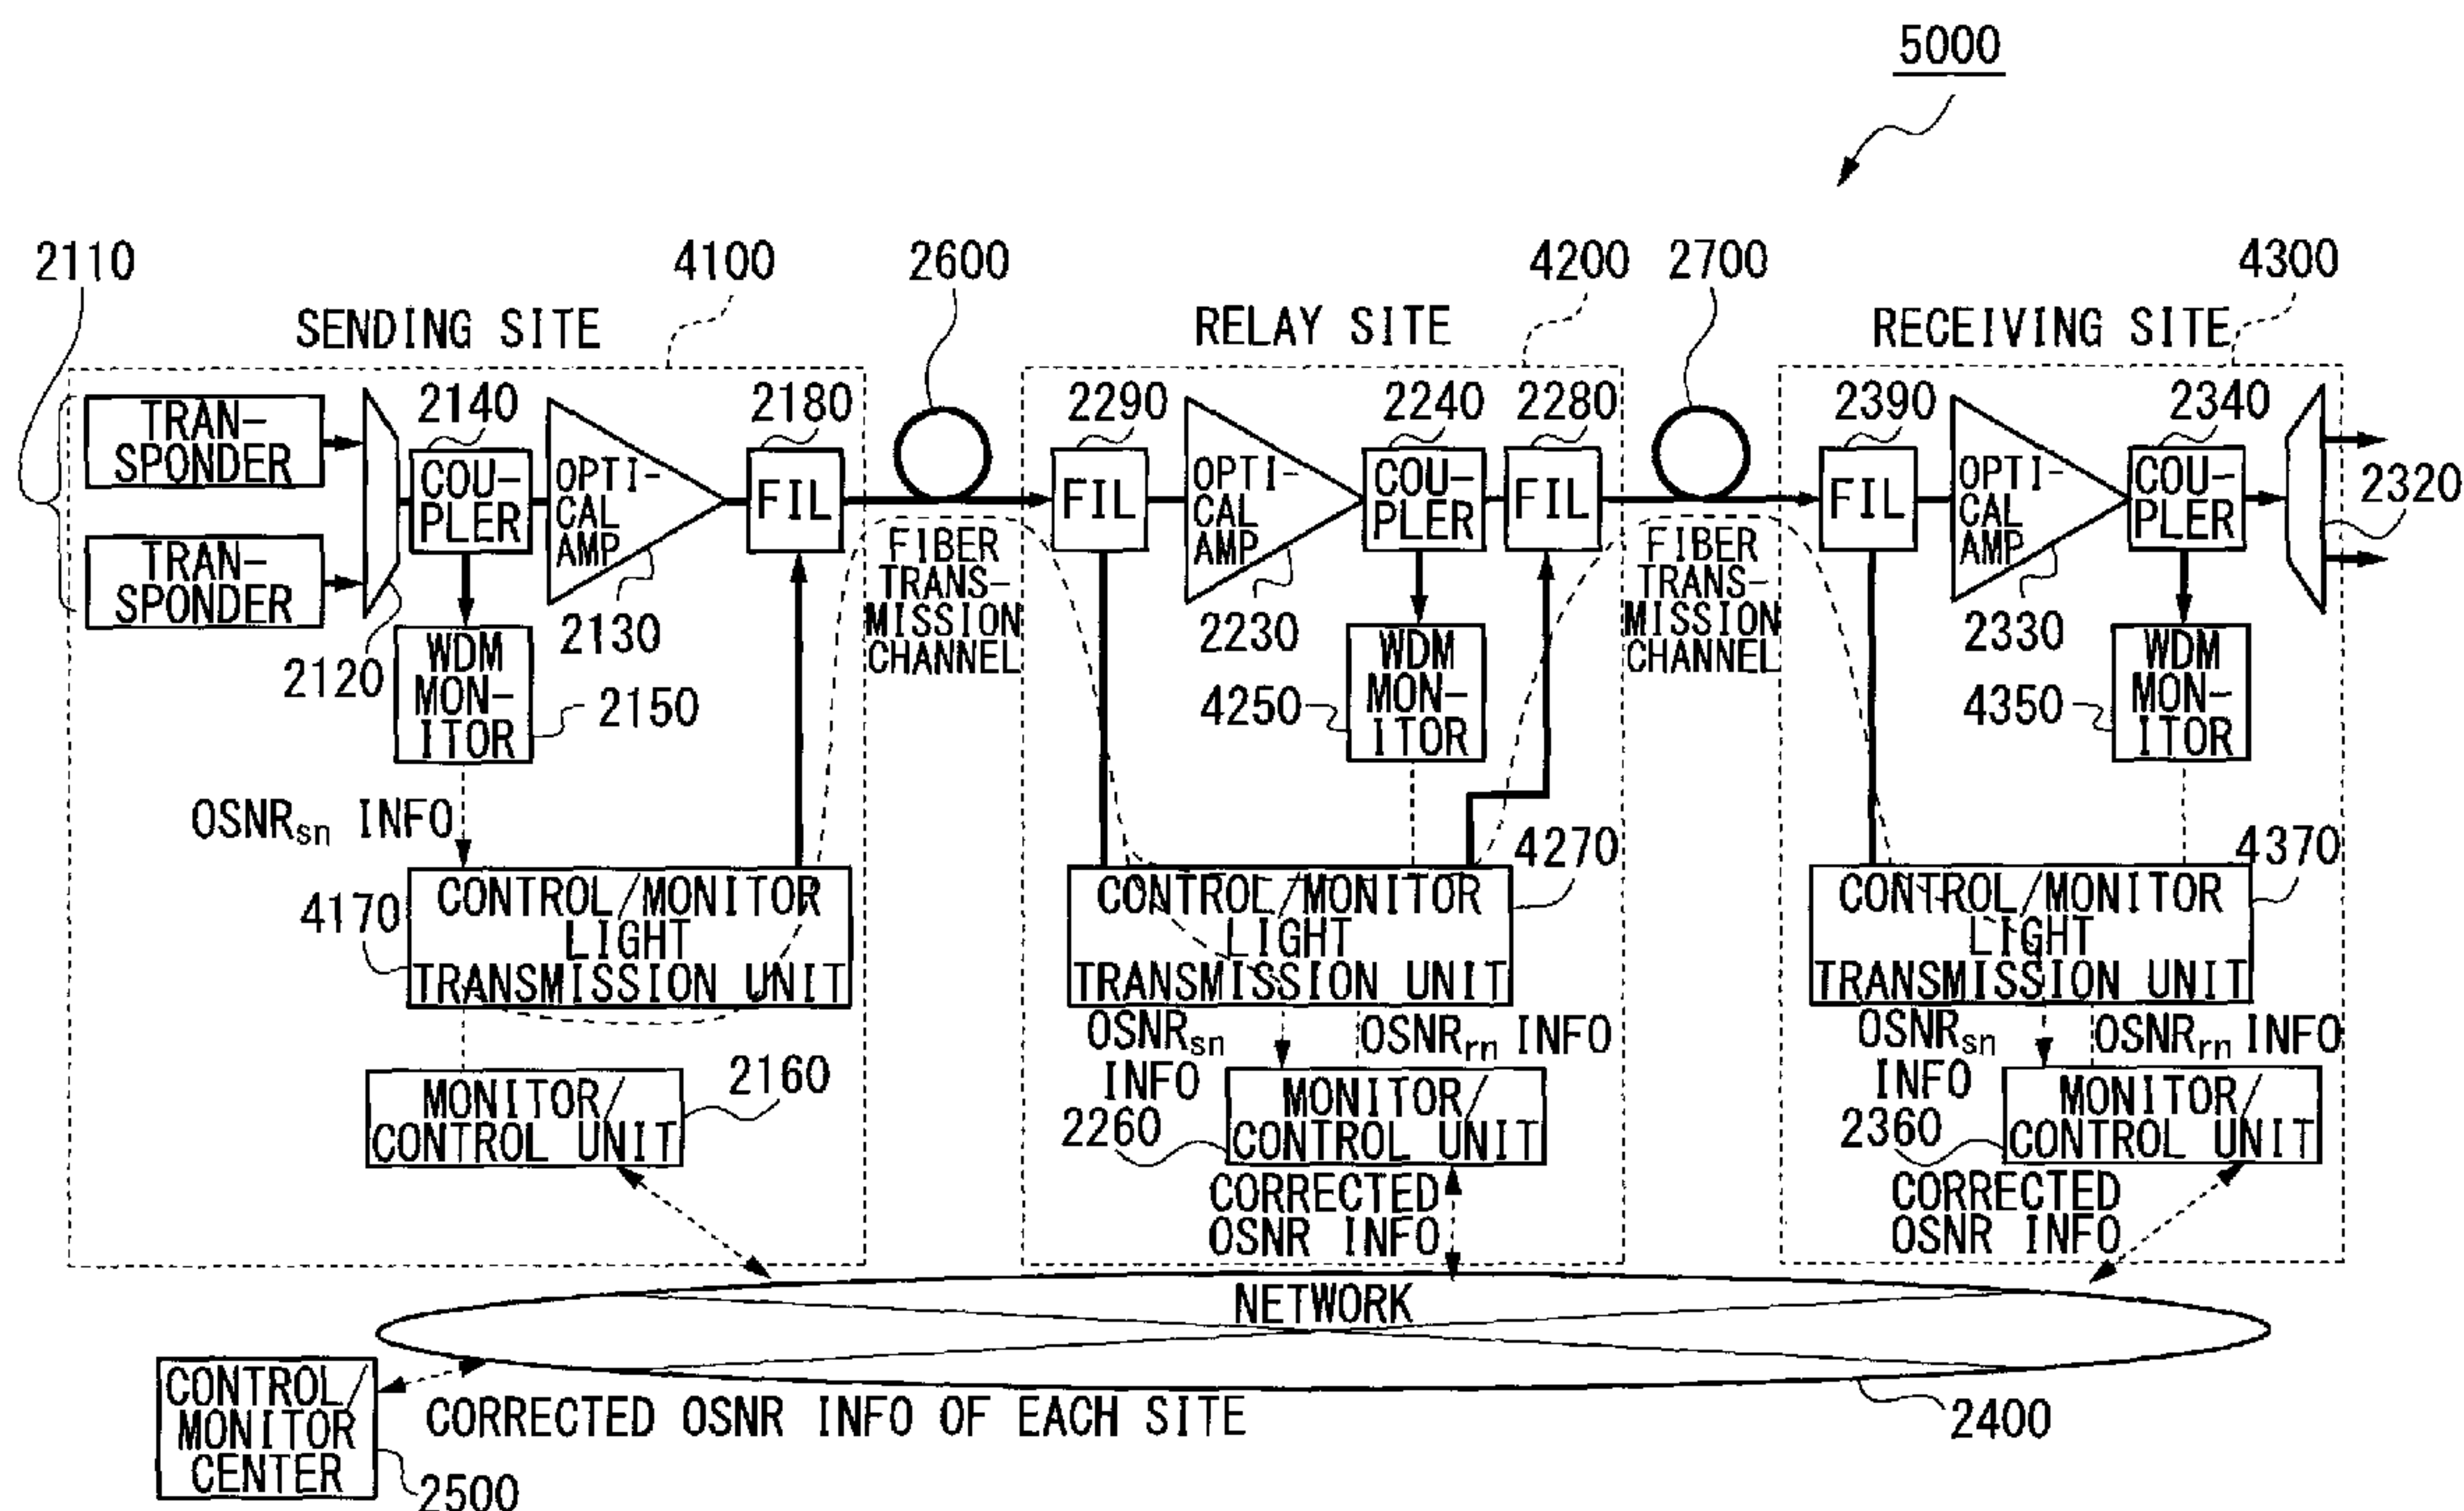 5000
2110
4100
2600
4200
2700
4300
SENDING SITE
RELAY SITE
RECEIVING SITE
TRAN-
SPONDER
TRAN-
SPONDER
2140
COU-
PLER
OPTI-
CAL
AMP
2180
FIL
2120
2130
WDM
MON-
ITOR
2150
FIBER
TRANS-
MISSION
CHANNEL
2290
FIL
OPTI-
CAL
AMP
2230
2240
COU-
PLER
2280
FIL
WDM
MON-
ITOR
4250
FIBER
TRANS-
MISSION
CHANNEL
2390
FIL
OPTI-
CAL
AMP
2330
2340
COU-
PLER
2320
WDM
MON-
ITOR
4350
OSNRsn INFO
4170
CONTROL/MONITOR
LIGHT
TRANSMISSION UNIT
4270
CONTROL/MONITOR
LIGHT
TRANSMISSION UNIT
4370
CONTROL/MONITOR
LIGHT
TRANSMISSION UNIT
OSNRsn
INFO
OSNRrn INFO
OSNRsn
INFO
OSNRrn INFO
MONITOR/
CONTROL UNIT
2160
2260
MONITOR/
CONTROL UNIT
2360
MONITOR/
CONTROL UNIT
CORRECTED
OSNR INFO
CORRECTED
OSNR INFO
NETWORK
CONTROL/
MONITOR
CENTER
2500
CORRECTED OSNR INFO OF EACH SITE
2400